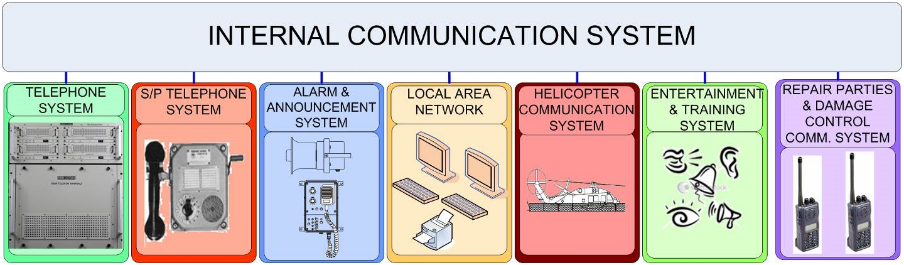 INTERNAL COMMUNICATION SYSTEM
TELEPHONE
SYSTEM
S/P TELEPHONE
SYSTEM
ALARM &
ANNOUNCEMENT
SYSTEM
LOCAL AREA
NETWORK
HELICOPTER
COMMUNICATION
SYSTEM
ENTERTAINMENT
& TRAINING
SYSTEM
REPAIR PARTIES
& DAMAGE
CONTROL
COMM. SYSTEM